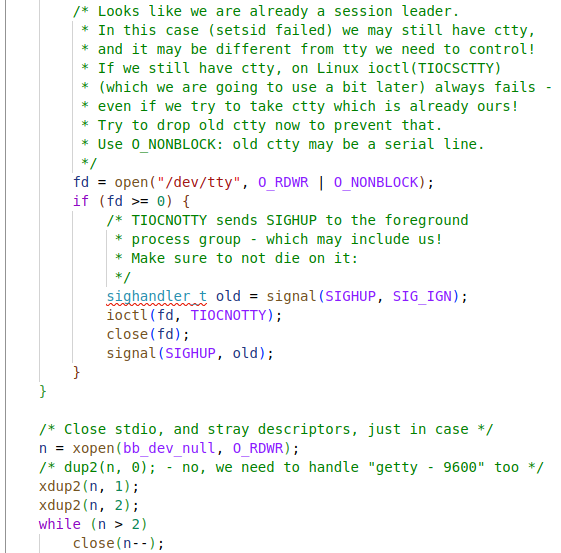 /* Looks like we are already a session leader.
 * In this case (setsid failed) we may still have ctty,
 * and it may be different from tty we need to control!
 * If we still have ctty, on Linux ioctl(TIOCSCTTY)
 * (which we are going to use a bit later) always fails -
 * even if we try to take ctty which is already ours!
 * Try to drop old ctty now to prevent that.
 * Use O_NONBLOCK: old ctty may be a serial line.
 */
fd = open("/dev/tty", O_RDWR | O_NONBLOCK);
if (fd >= 0) {
/* TIOCNOTTY sends SIGHUP to the foreground
 * process group - which may include us!
 * Make sure to not die on it:
 */
sighandler_t old = signal(SIGHUP, SIG_IGN);
ioctl(fd, TIOCNOTTY);
close(fd);
signal(SIGHUP, old);
}
}
/* Close stdio, and stray descriptors, just in case */
n = xopen(bb_dev_null, O_RDWR);
/* dup2(n, 0); - no, we need to handle "getty - 9600" too */
xdup2(n, 1);
xdup2(n, 2);
while (n > 2)
close(n--);